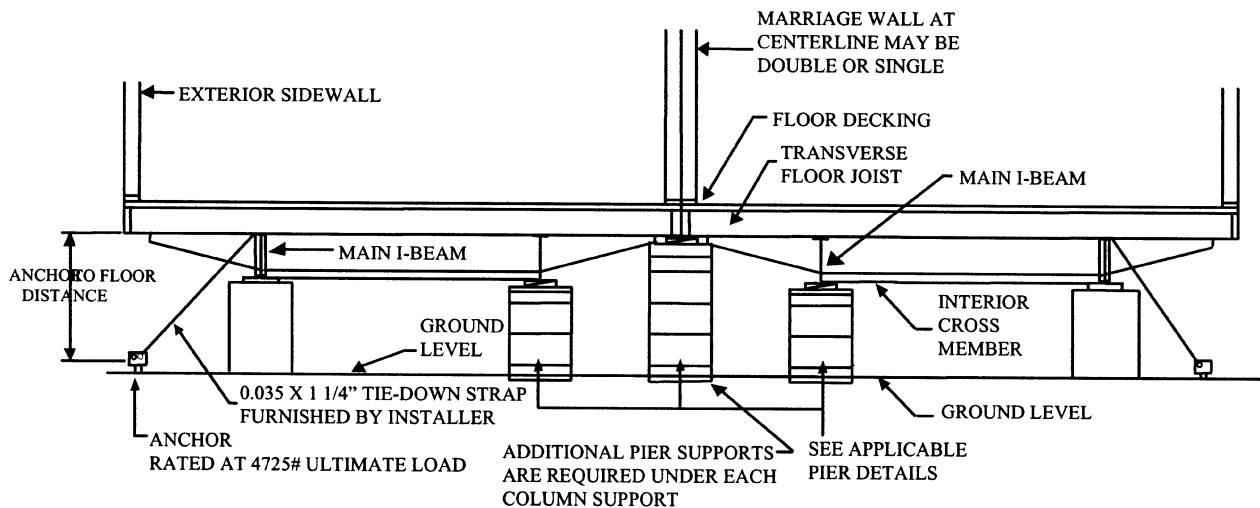 MARRIAGE WALL AT
CENTERLINE MAY BE
DOUBLE OR SINGLE
EXTERIOR SIDEWALL
FLOOR DECKING
TRANSVERSE
FLOOR JOIST
MAIN I-BEAM
MAIN I-BEAM
ANCHOR TO FLOOR
DISTANCE
INTERIOR
CROSS
MEMBER
GROUND
LEVEL
0.035 X 1 1/4" TIE-DOWN STRAP
FURNISHED BY INSTALLER
GROUND LEVEL
ANCHOR
RATED AT 4725# ULTIMATE LOAD
ADDITIONAL PIER SUPPORTS
ARE REQUIRED UNDER EACH
COLUMN SUPPORT
SEE APPLICABLE
PIER DETAILS